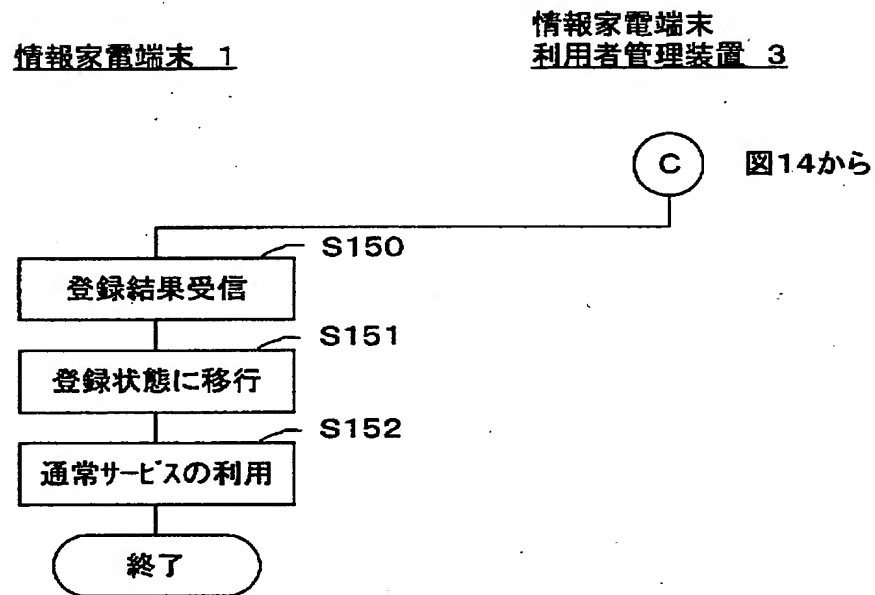 情報家電端末 1
情報家電端末
利用者管理装置 3
C
図14から
S150
登録結果受信
S151
登録状態に移行
S152
通常ｻｰﾋﾞｽの利用
終了